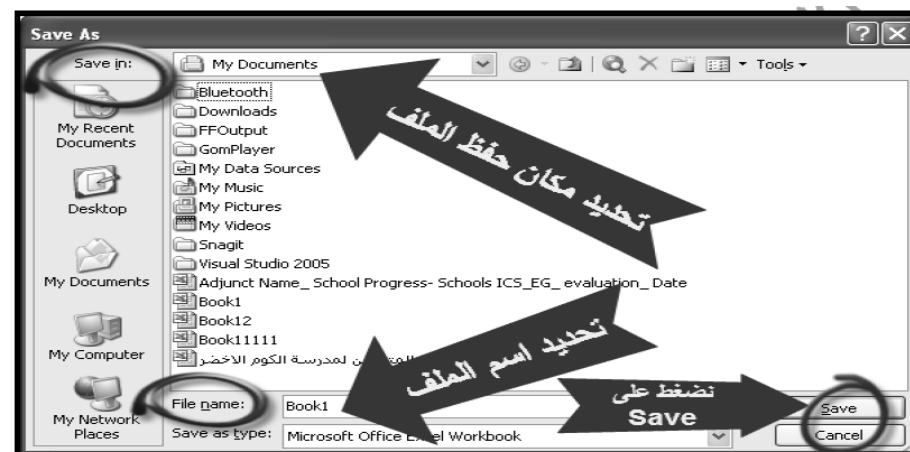 Save As
Save in:
My Documents
Tools
Bluetooth
Downloads
FFOutput
GomPlayer
My Data Sources
My Music
My Pictures
My Videos
Snagit
Visual Studio 2005
Adjunct Name_ School Progress- Schools ICS_EG_ evaluation_ Date
Book1
Book12
Book11111
لمدرسة الكوم الاخضر
My Recent
Documents
Desktop
My Documents
My Computer
My Network
Places
تحديد مكان حفظ الملف
تحديد اسم الملف
نضغط على
Save
File name:
Book1
Save
Save as type:
Microsoft Office Excel Workbook
Cancel